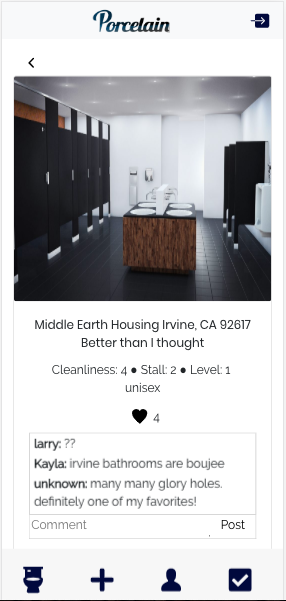 Porcelain
Middle Earth Housing Irvine, CA 92617
Better than I thought
Cleanliness: 4 ● Stall: 2 ● Level: 1
unisex
4
larry: ??
Kayla: irvine bathrooms are boujee
unknown: many many glory holes.
definitely one of my favorites!
Comment Post